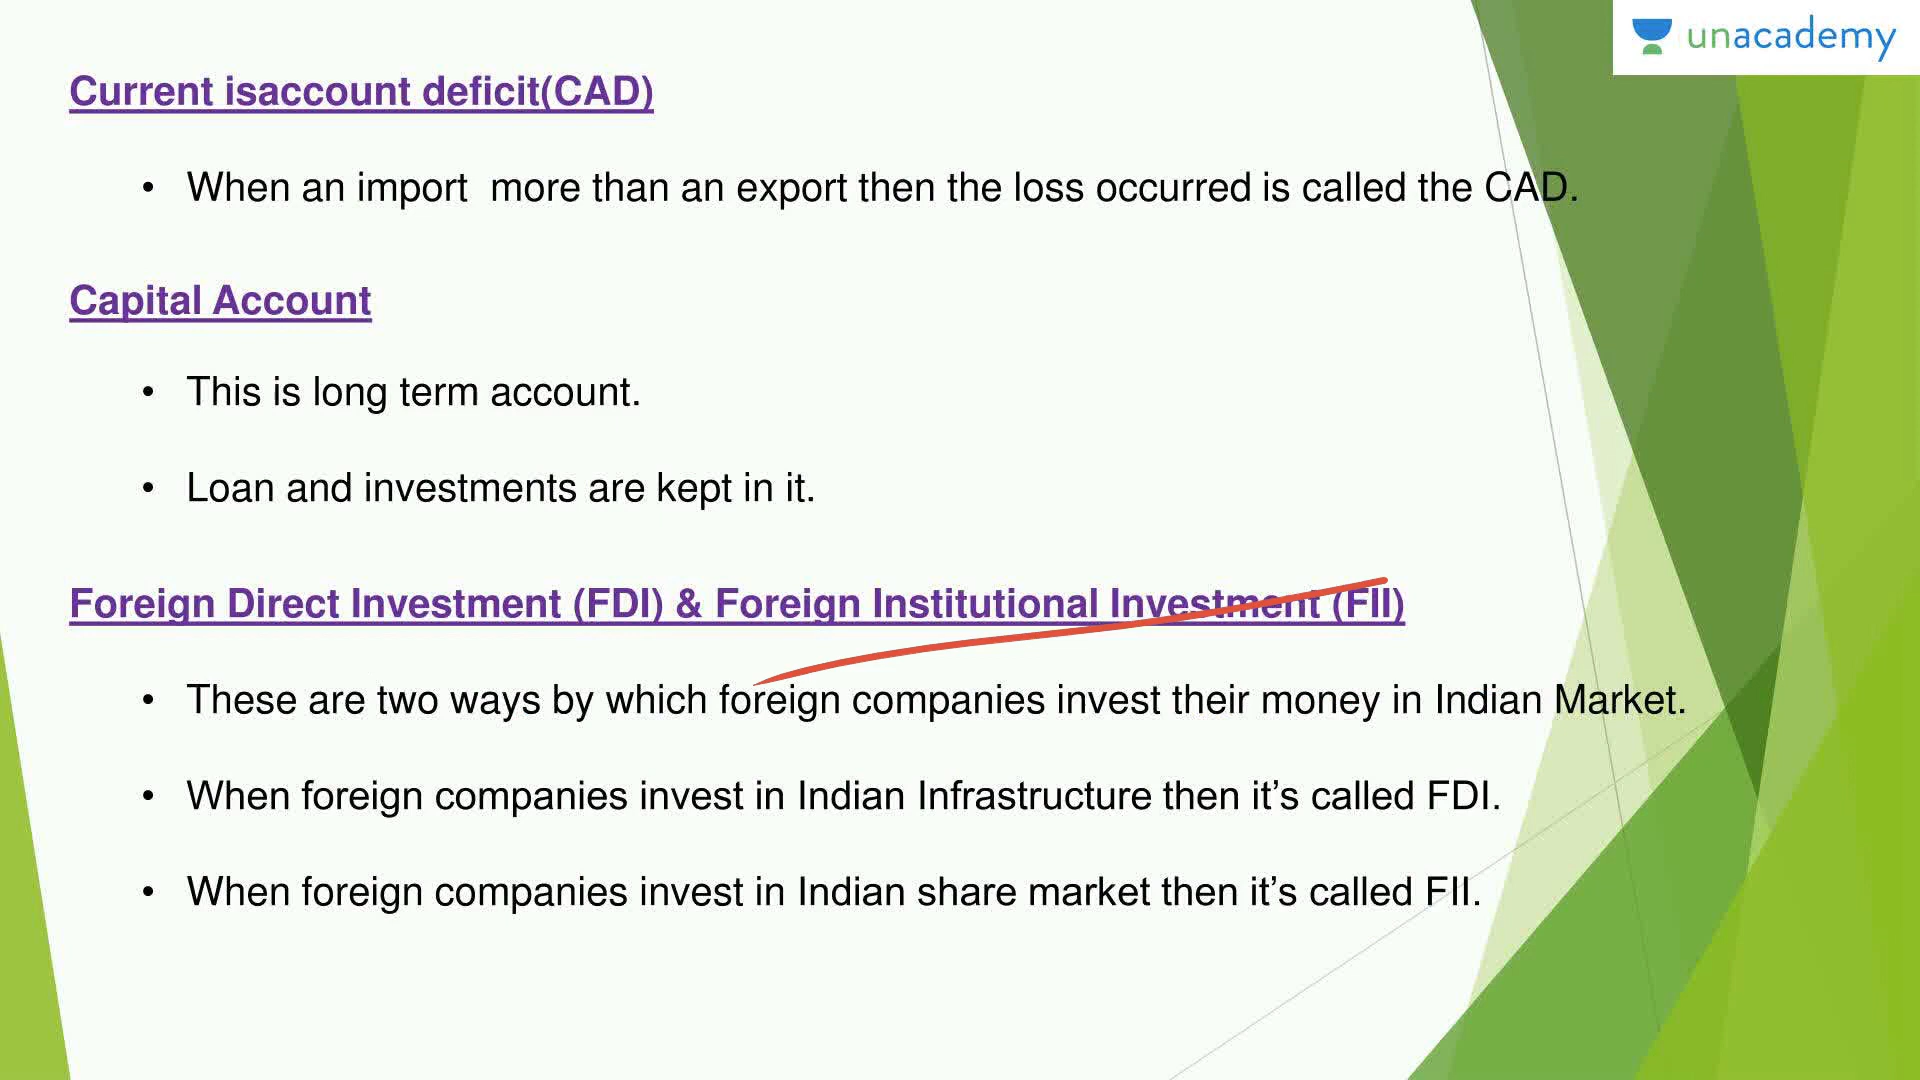 unacademy
Current isaccount deficit(CAD)
• When an import  more than an export then the loss occurred is called the CAD.
Capital Account
• This is long term account.
• Loan and investments are kept in it.
Foreign Direct Investment (FDI) & Foreign Institutional Investment (FII)
• These are two ways by which foreign companies invest their money in Indian Market.
• When foreign companies invest in Indian Infrastructure then it’s called FDI.
• When foreign companies invest in Indian share market then it’s called FII.